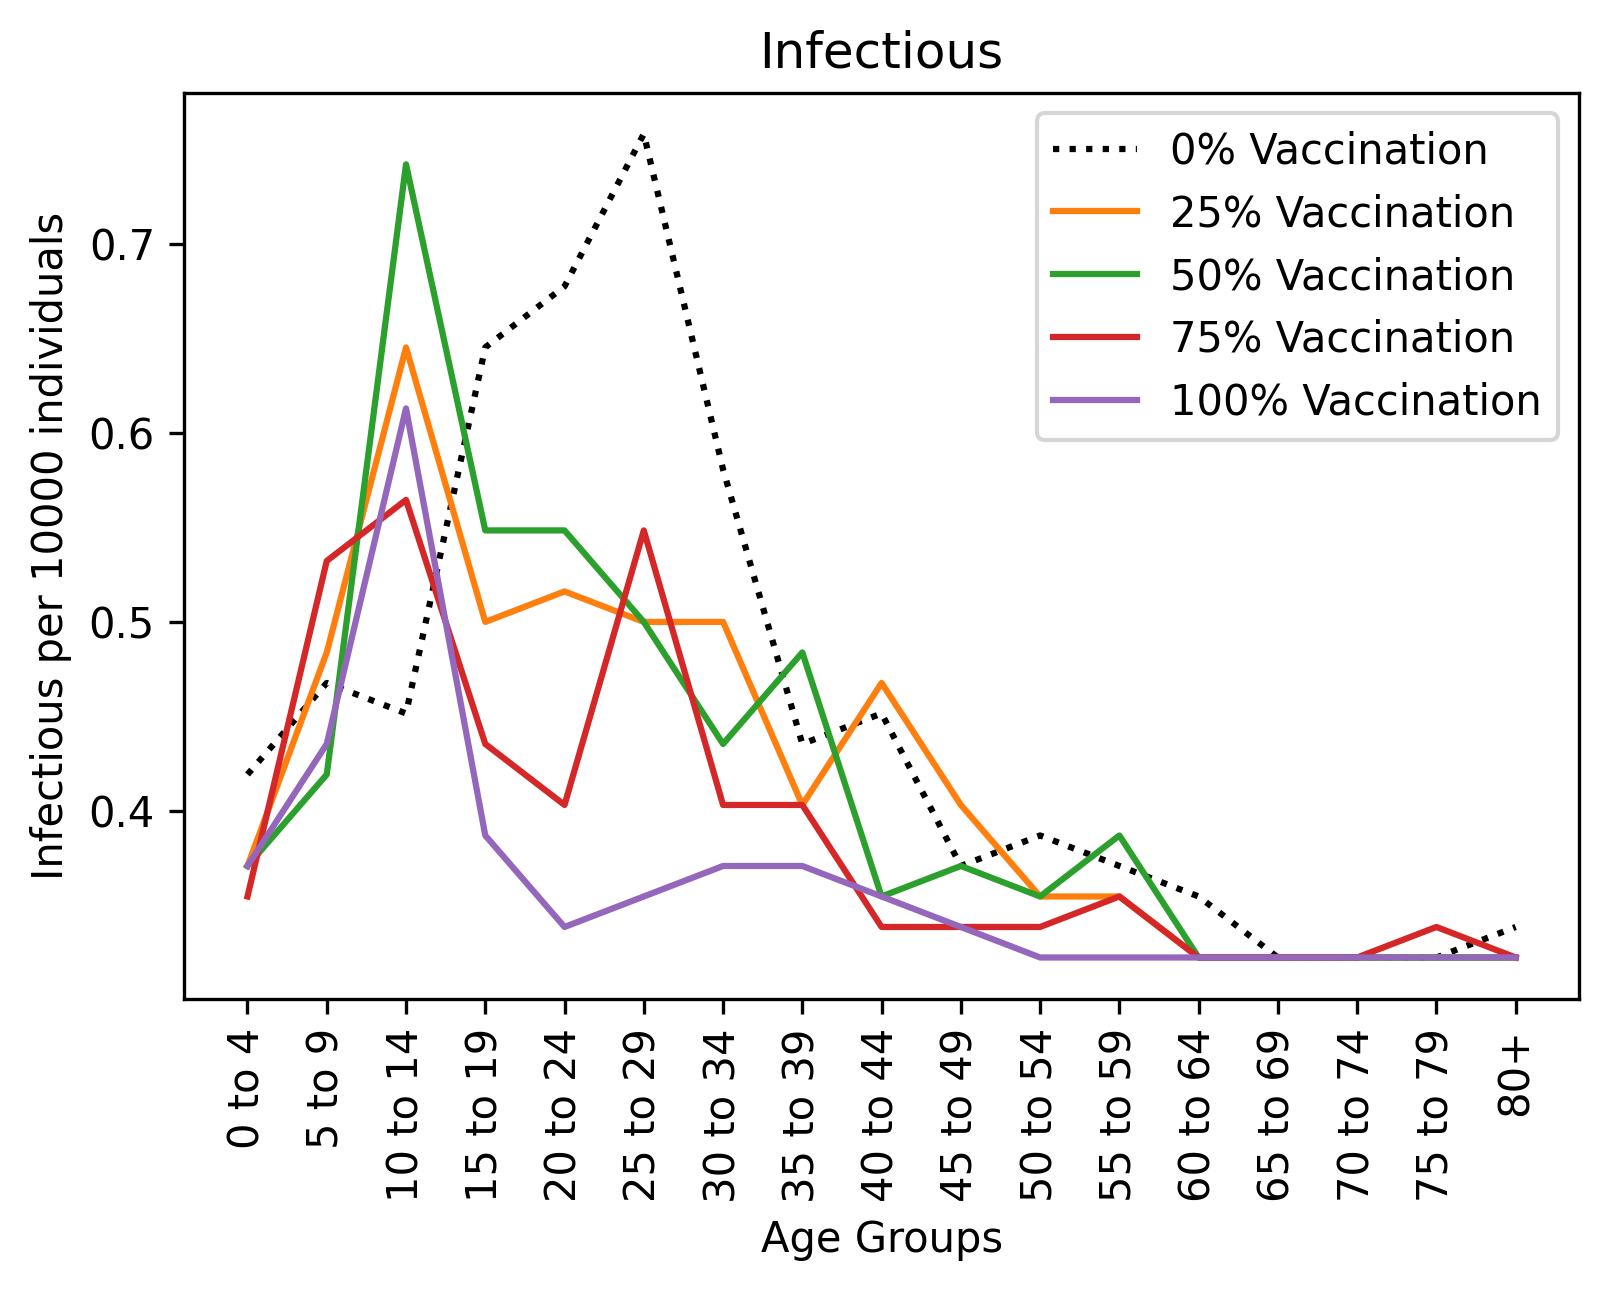 Infectious
Infectious per 10000 individuals
0.7
0.6
0.5
0.4
0% Vaccination
25% Vaccination
50% Vaccination
75% Vaccination
100% Vaccination
0 to 4
5 to 9
10 to 14
15 to 19
20 to 24
25 to 29
30 to 34
35 to 39
40 to 44
45 to 49
50 to 54
55 to 59
60 to 64
65 to 69
70 to 74
75 to 79
80+
Age Groups